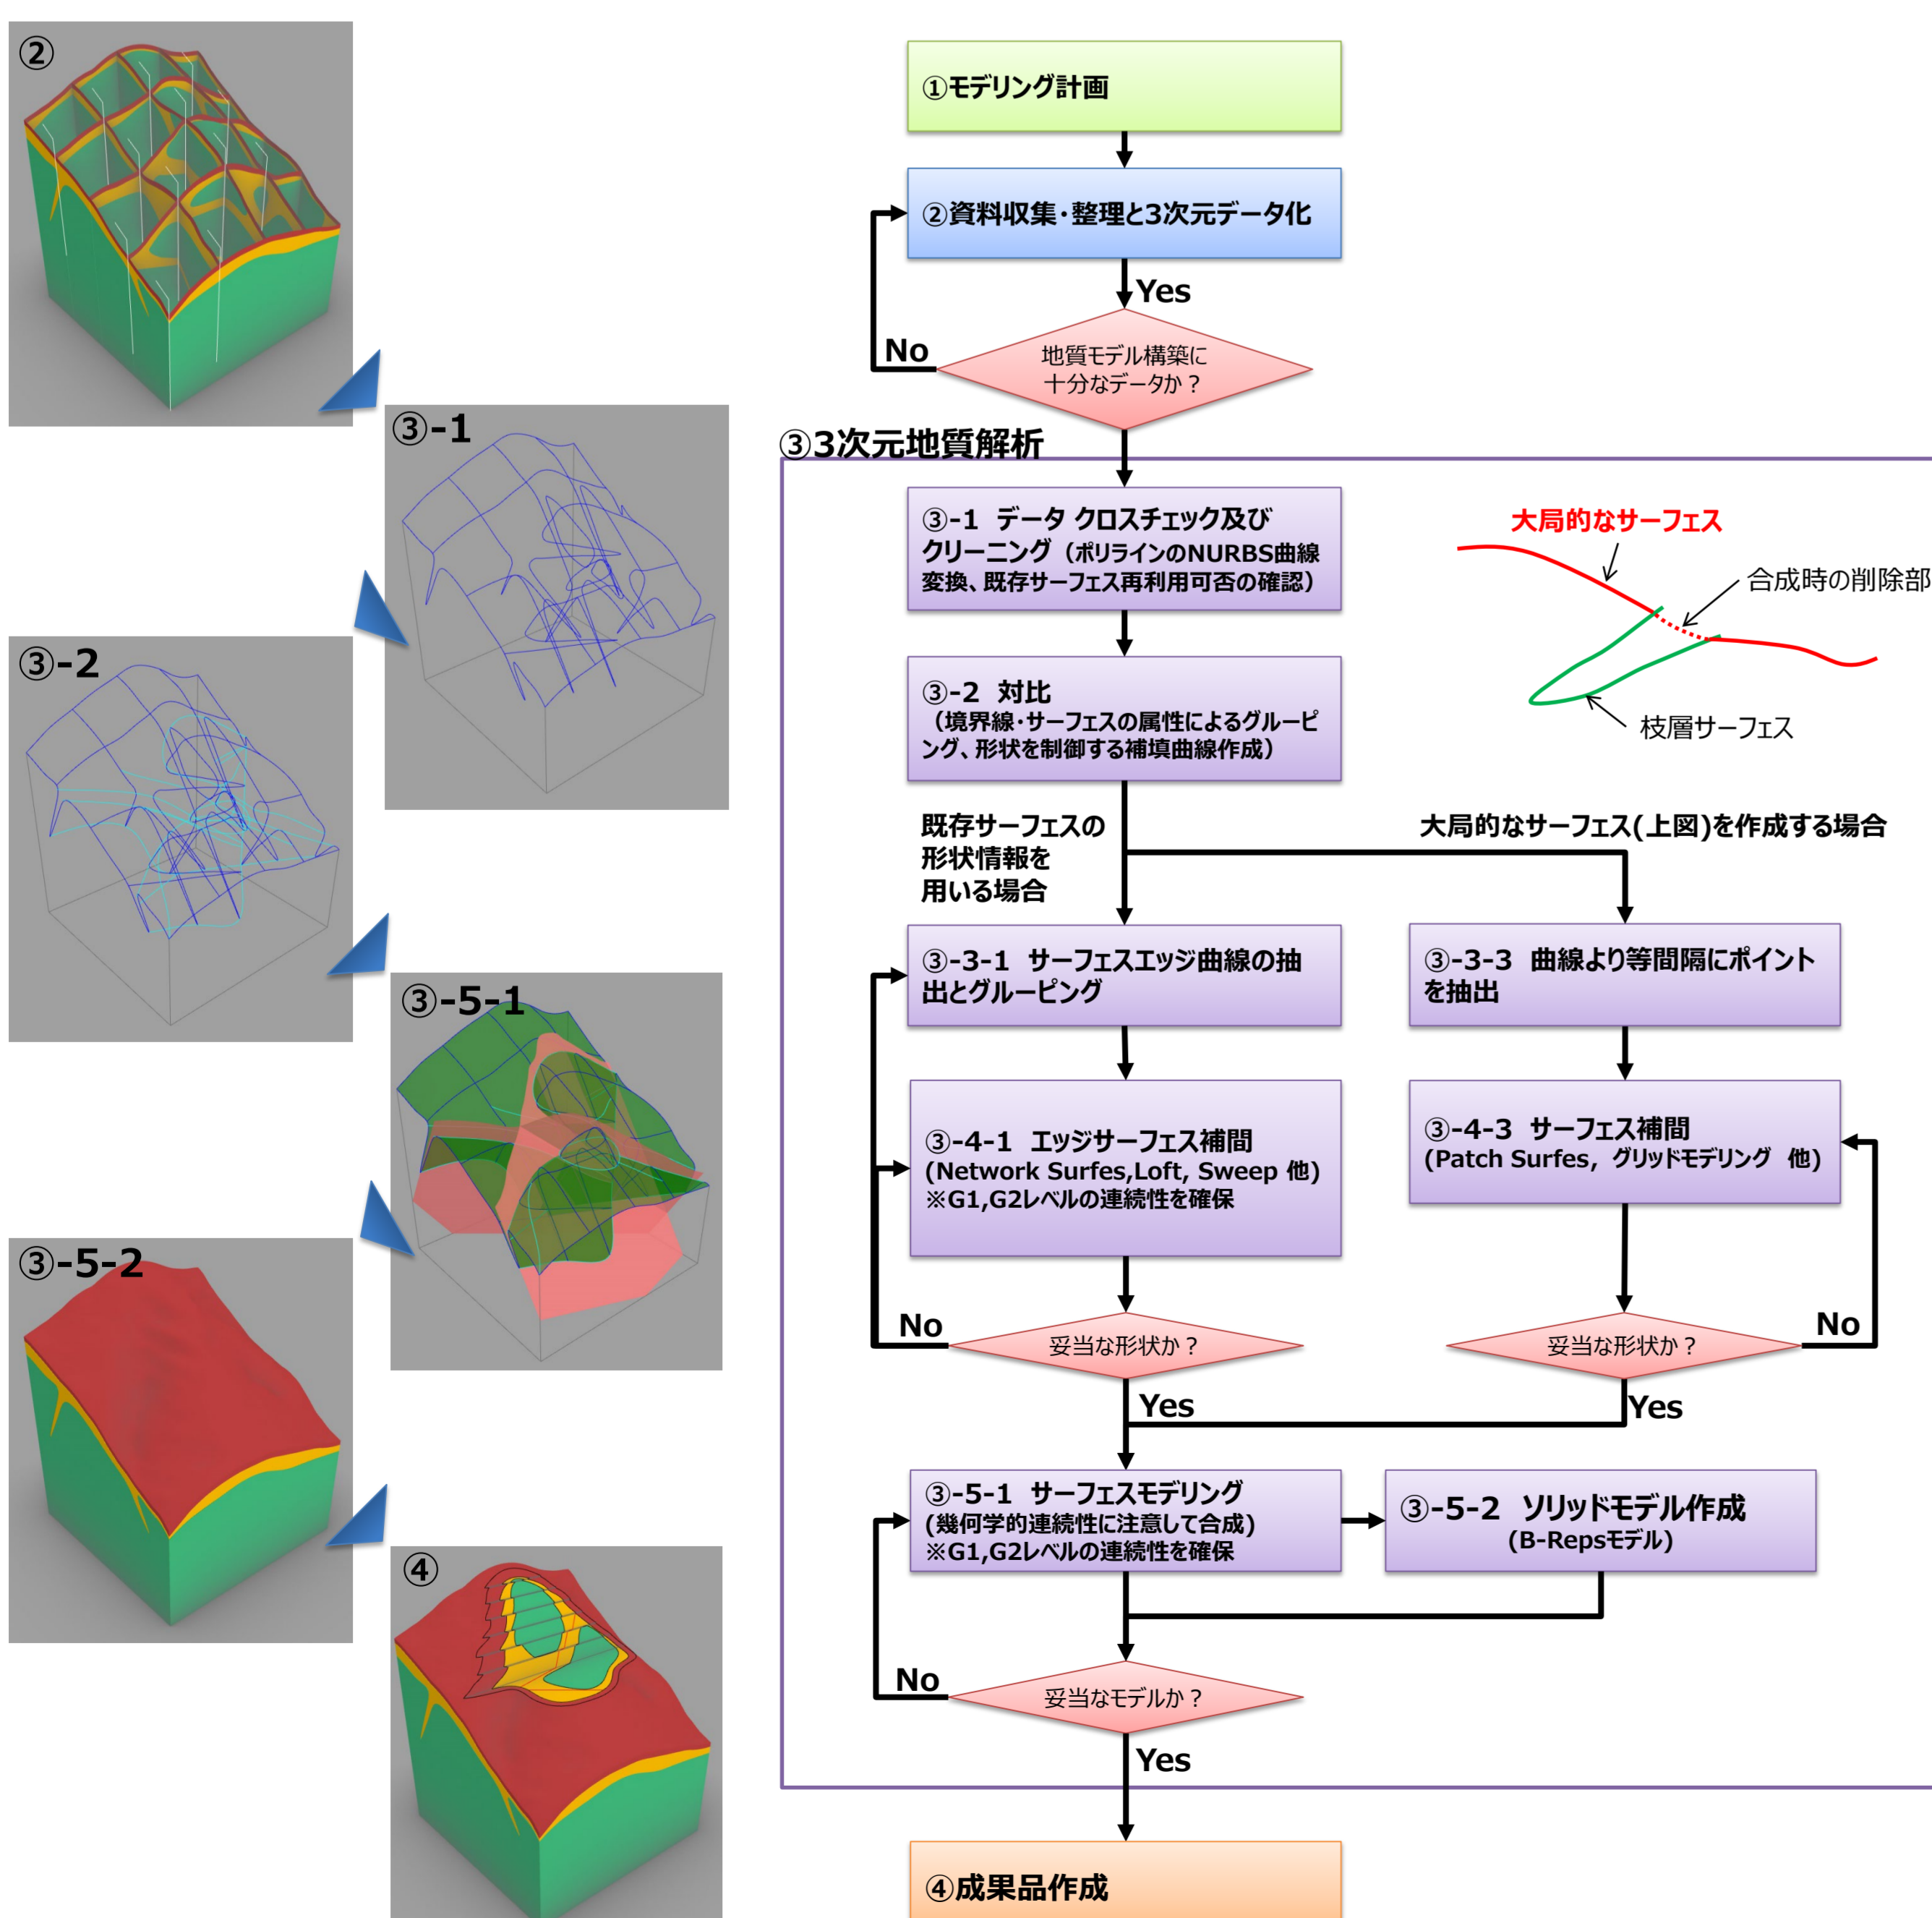 ②
③-1
③-2
③-5-1
③-5-2
④
①モデリング計画
②資料収集・整理と3次元データ化
Yes
No
地質モデル構築に
十分なデータか？
③3次元地質解析
③-1 データ クロスチェック及び
クリーニング（ポリラインのNURBS曲線
変換、既存サーフェス再利用可否の確認）
大局的なサーフェス
合成時の削除部
枝層サーフェス
③-2 対比
（境界線・サーフェスの属性によるグルーピ
ング、形状を制御する補填曲線作成）
既存サーフェスの
形状情報を
用いる場合
大局的なサーフェス(上図)を作成する場合
③-3-1 サーフェスエッジ曲線の抽
出とグルーピング
③-3-3 曲線より等間隔にポイント
を抽出
③-4-1 エッジサーフェス補間
(Network Surfes,Loft, Sweep 他)
※G1,G2レベルの連続性を確保
③-4-3 サーフェス補間
(Patch Surfes, グリッドモデリング 他)
No
妥当な形状か？
妥当な形状か？
No
Yes
Yes
③-5-1 サーフェスモデリング
(幾何学的連続性に注意して合成)
※G1,G2レベルの連続性を確保
③-5-2 ソリッドモデル作成
(B-Repsモデル)
No
妥当なモデルか？
Yes
④成果品作成